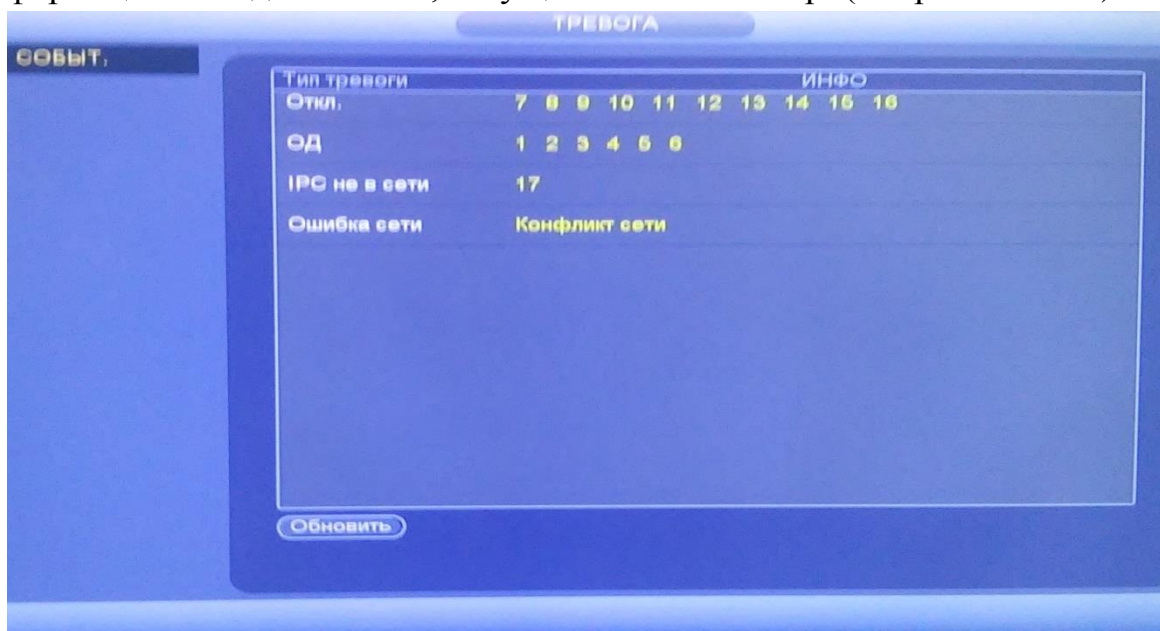 ТРЕВОГА
СОБЫТ.
Тип тревоги ИНФО
Откл. 7 8 9 10 11 12 13 14 15 16
ОД 1 2 3 4 5 6
IPC не в сети 17
Ошибка сети Конфликт сети
Обновить